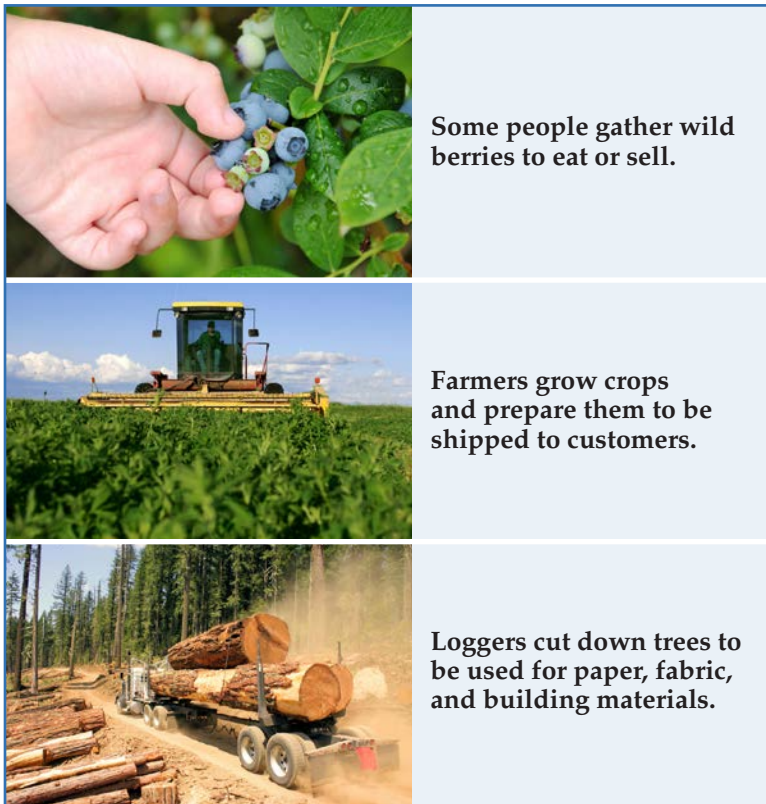 Some people gather wild
berries to eat or sell.
Farmers grow crops
and prepare them to be
shipped to customers.
Loggers cut down trees to
be used for paper, fabric,
and building materials.